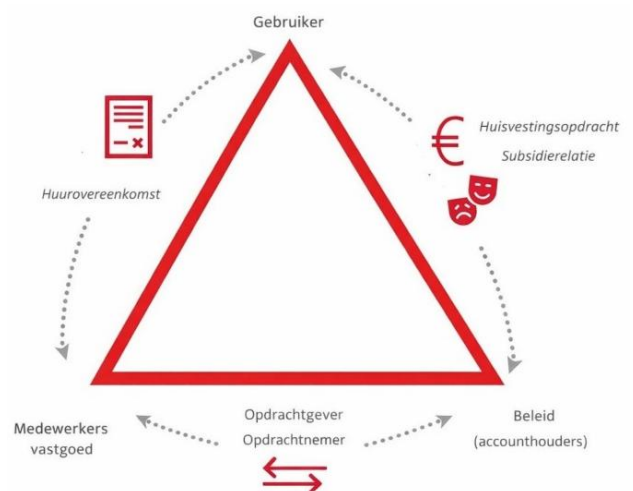 Gebruiker
Huisvestingsopdracht
Subsidierelatie
Huurovereenkomst
Medewerkers
vastgoed
Opdrachtgever
Opdrachtnemer
Beleid
(accounthouders)